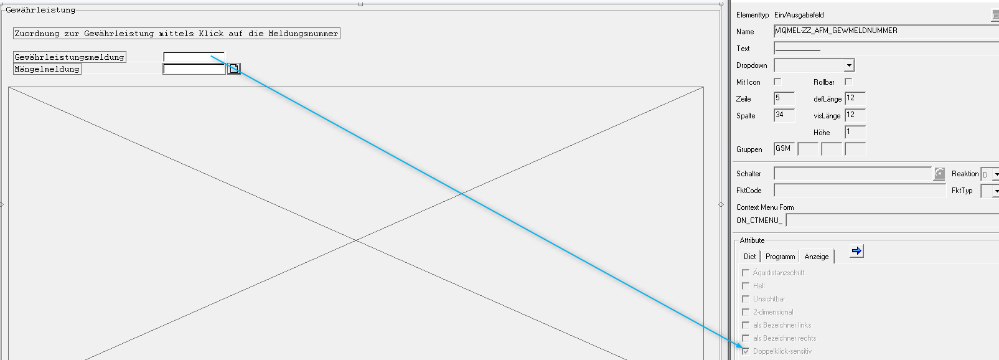 Gewährleistung
Zuordnung zur Gewährleistung mittels Klick auf die Meldungsnummer
Gewährleistungsmeldung
Mängelmeldung
Elementtyp Ein/Ausgabefeld
Name VIQMEL-ZZ_AFM_GEWMELDNUMMER
Text ____________
Dropdown
Mit Icon Rollbar
Zeile 5 defLänge 12
Spalte 34 visLänge 12
Höhe 1
Gruppen GSM
Schalter Reaktion D
FktCode FktTyp
Context Menu Form
ON_CTMENU_
Attribute
Dict Programm Anzeige
Äquidistanzschrift
Hell
Unsichtbar
2-dimensional
als Bezeichner links
als Bezeichner rechts
Doppelklick-sensitiv